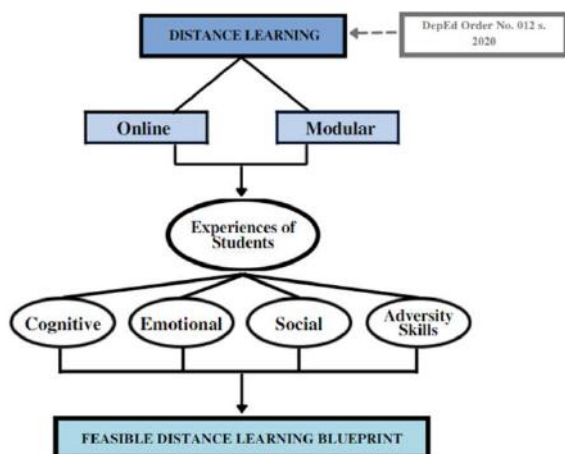 DISTANCE LEARNING
DepEd Order No. 012 s.
2020
Online
Modular
Experiences of
Students
Cognitive
Emotional
Social
Adversity
Skills
FEASIBLE DISTANCE LEARNING BLUEPRINT